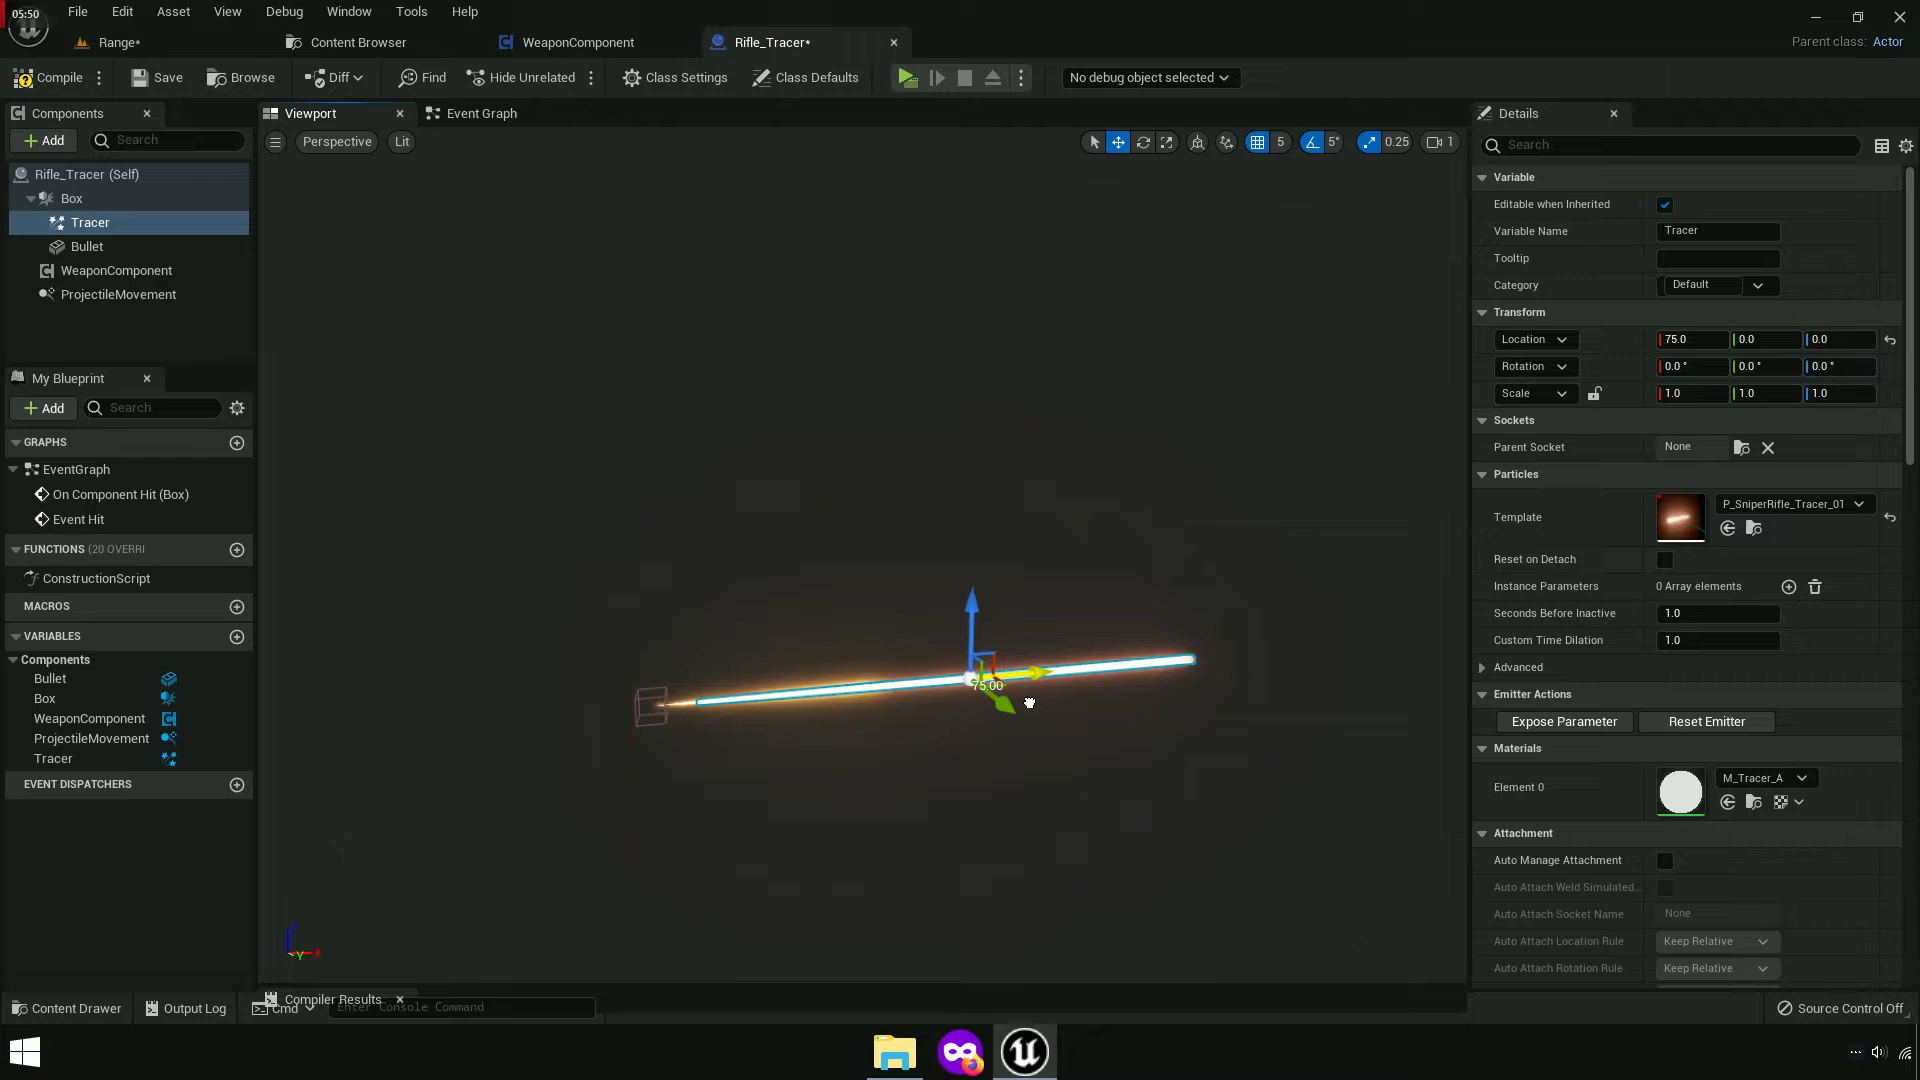 05:50
File Edit Asset View Debug Window Tools Help
Range*
Content Browser
WeaponComponent
Rifle_Tracer*
Parent class: Actor
Compile
Save
Browse
Diff
Find
Hide Unrelated
Class Settings
Class Defaults
No debug object selected
Components
Viewport
Event Graph
Details
Add
Search
Perspective
Lit
5
5°
0.25
1
Search
Rifle_Tracer (Self)
Box
Tracer
Bullet
WeaponComponent
ProjectileMovement
My Blueprint
Add
Search
GRAPHS
EventGraph
On Component Hit (Box)
Event Hit
FUNCTIONS (20 OVERRI
ConstructionScript
MACROS
VARIABLES
Components
Bullet
Box
WeaponComponent
ProjectileMovement
Tracer
EVENT DISPATCHERS
75.00
Z
X
Y
Variable
Editable when Inherited
Variable Name Tracer
Tooltip
Category Default
Transform
Location 75.0 0.0 0.0
Rotation 0.0 ° 0.0 ° 0.0 °
Scale 1.0 1.0 1.0
Sockets
Parent Socket None
Particles
Template P_SniperRifle_Tracer_01
Reset on Detach
Instance Parameters 0 Array elements
Seconds Before Inactive 1.0
Custom Time Dilation 1.0
Advanced
Emitter Actions
Expose Parameter Reset Emitter
Materials
Element 0 M_Tracer_A
Attachment
Auto Manage Attachment
Auto Attach Weld Simulated...
Auto Attach Socket Name None
Auto Attach Location Rule Keep Relative
Auto Attach Rotation Rule Keep Relative
Compiler Results
Content Drawer
Output Log
Cmd
Enter Console Command
Source Control Off